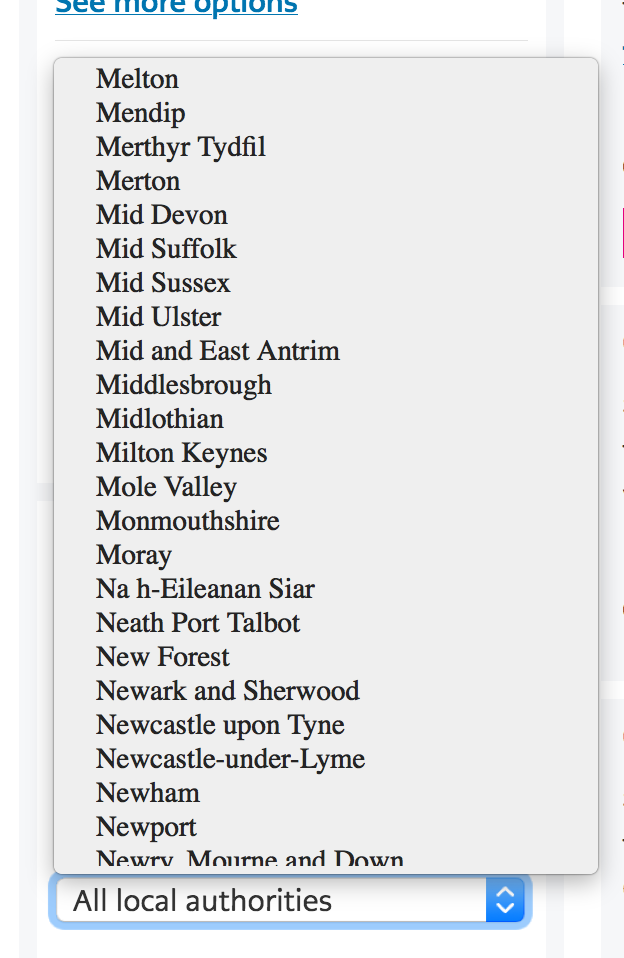 See more options
Melton
Mendip
Merthyr Tydfil
Merton
Mid Devon
Mid Suffolk
Mid Sussex
Mid Ulster
Mid and East Antrim
Middlesbrough
Midlothian
Milton Keynes
Mole Valley
Monmouthshire
Moray
Na h-Eileanan Siar
Neath Port Talbot
New Forest
Newark and Sherwood
Newcastle upon Tyne
Newcastle-under-Lyme
Newham
Newport
Newry, Mourne and Down
All local authorities